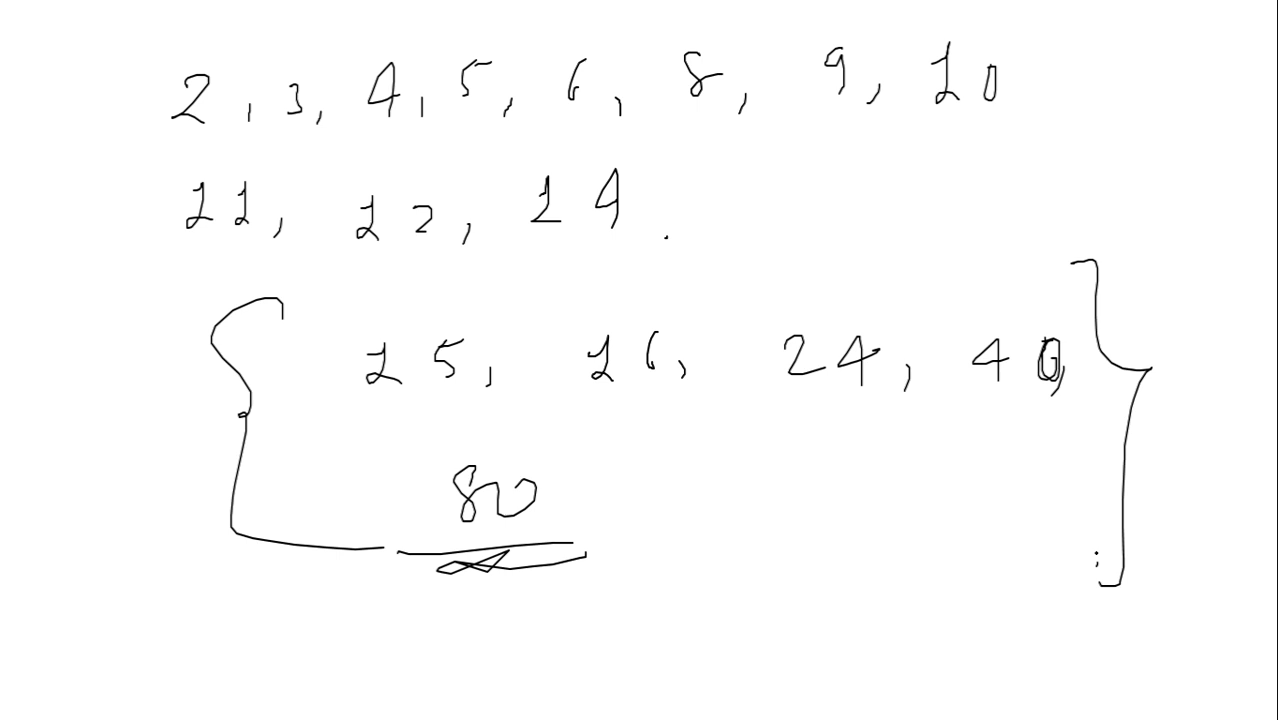 2, 3, 4, 5, 6, 8, 9, 10
11, 12, 14.
{ 15, 16, 24, 40, }
80